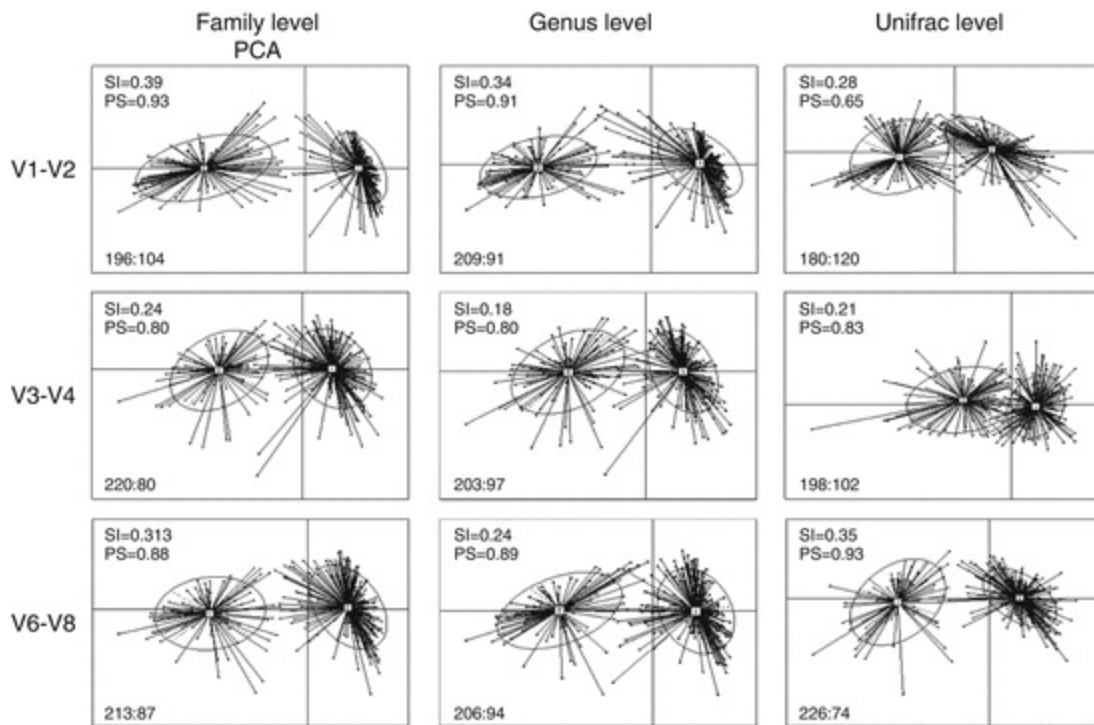 Family level
PCA
Genus level
Unifrac level
V1-V2
SI=0.39
PS=0.93
196:104
SI=0.34
PS=0.91
209:91
SI=0.28
PS=0.65
180:120
V3-V4
SI=0.24
PS=0.80
220:80
SI=0.18
PS=0.80
203:97
SI=0.21
PS=0.83
198:102
V6-V8
SI=0.313
PS=0.88
213:87
SI=0.24
PS=0.89
206:94
SI=0.35
PS=0.93
226:74